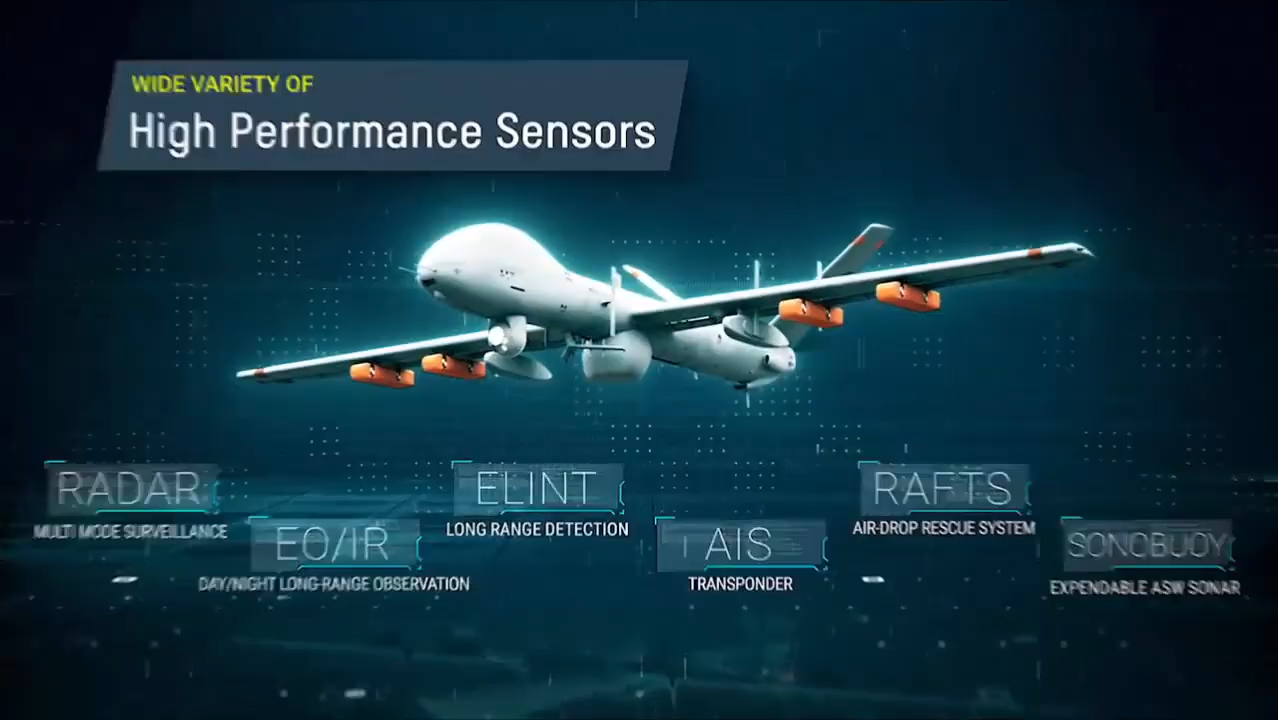 WIDE VARIETY OF
High Performance Sensors
RADAR
MULTI MODE SURVEILLANCE
EO/IR
DAY/NIGHT LONG-RANGE OBSERVATION
ELINT
LONG RANGE DETECTION
AIS
TRANSPONDER
RAFTS
AIR-DROP RESCUE SYSTEM
SONOBUOY
EXPENDABLE ASW SONAR